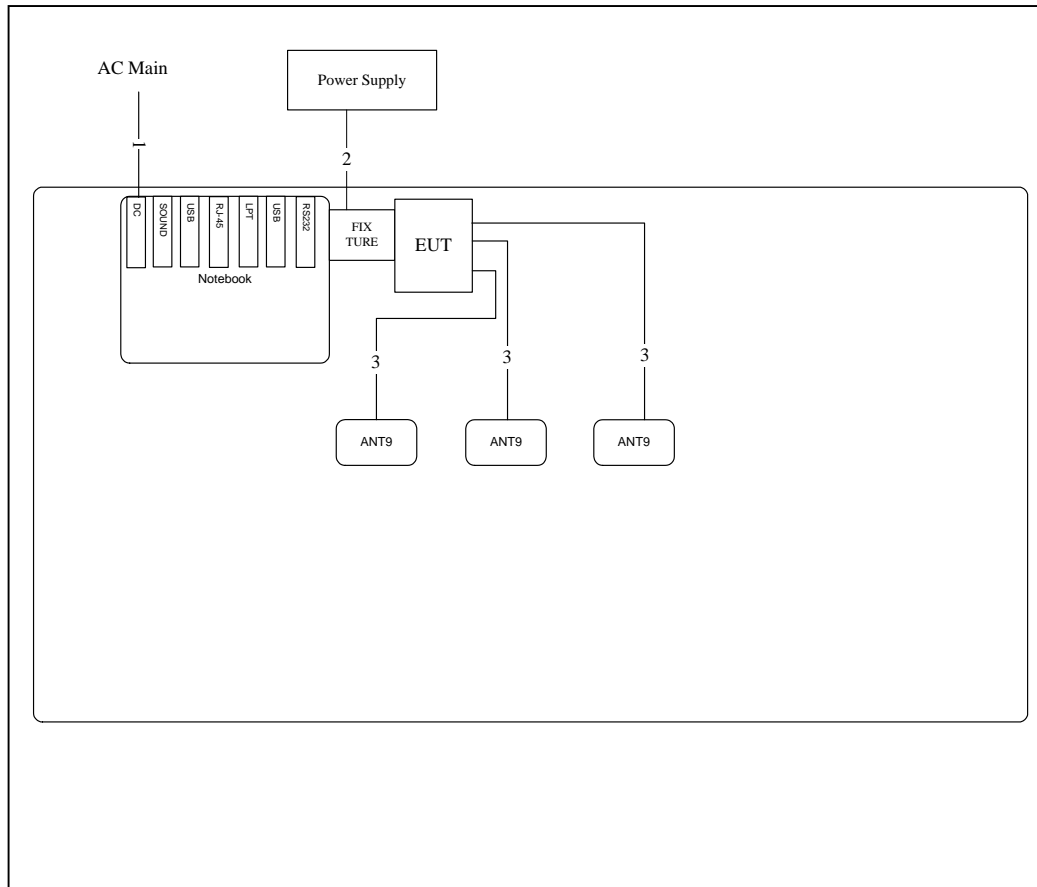 AC Main
Power Supply
1
2
DC
SOUND
USB
RJ-45
LPT
USB
RS232
Notebook
FIX
TURE
EUT
3
3
3
ANT9
ANT9
ANT9